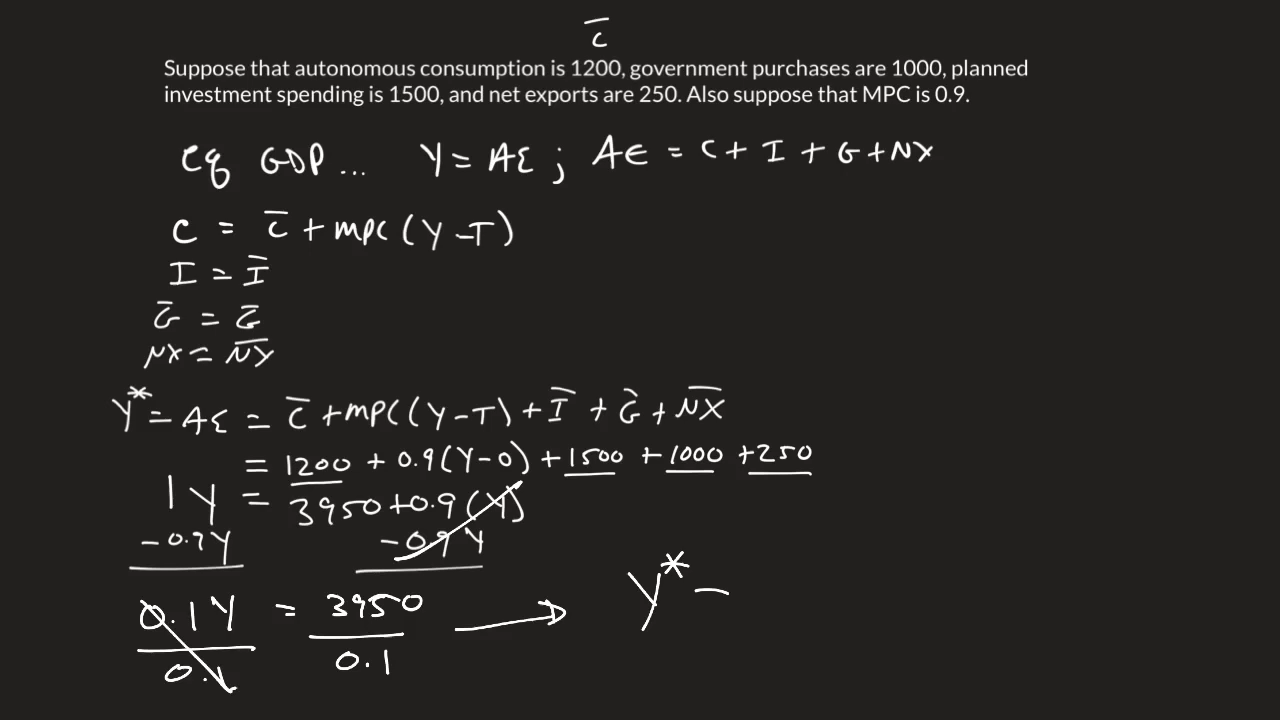 c̄
Suppose that autonomous consumption is 1200, government purchases are 1000, planned
investment spending is 1500, and net exports are 250. Also suppose that MPC is 0.9.
eq GDP... Y = AE ; AE = C + I + G + NX
C = C̄ + mpc (Y - T)
I = Ī
Ḡ = Ḡ
NX = N̅X̅
Y* = AE = C̄ + mpc (Y - T) + Ī + Ḡ + N̅X̅
= 1200 + 0.9 (Y - 0) + 1500 + 1000 + 250
1Y = 3950 + 0.9 (Y)
- 0.9Y - 0.9Y
0.1Y = 3950 → Y* -
0.1 0.1